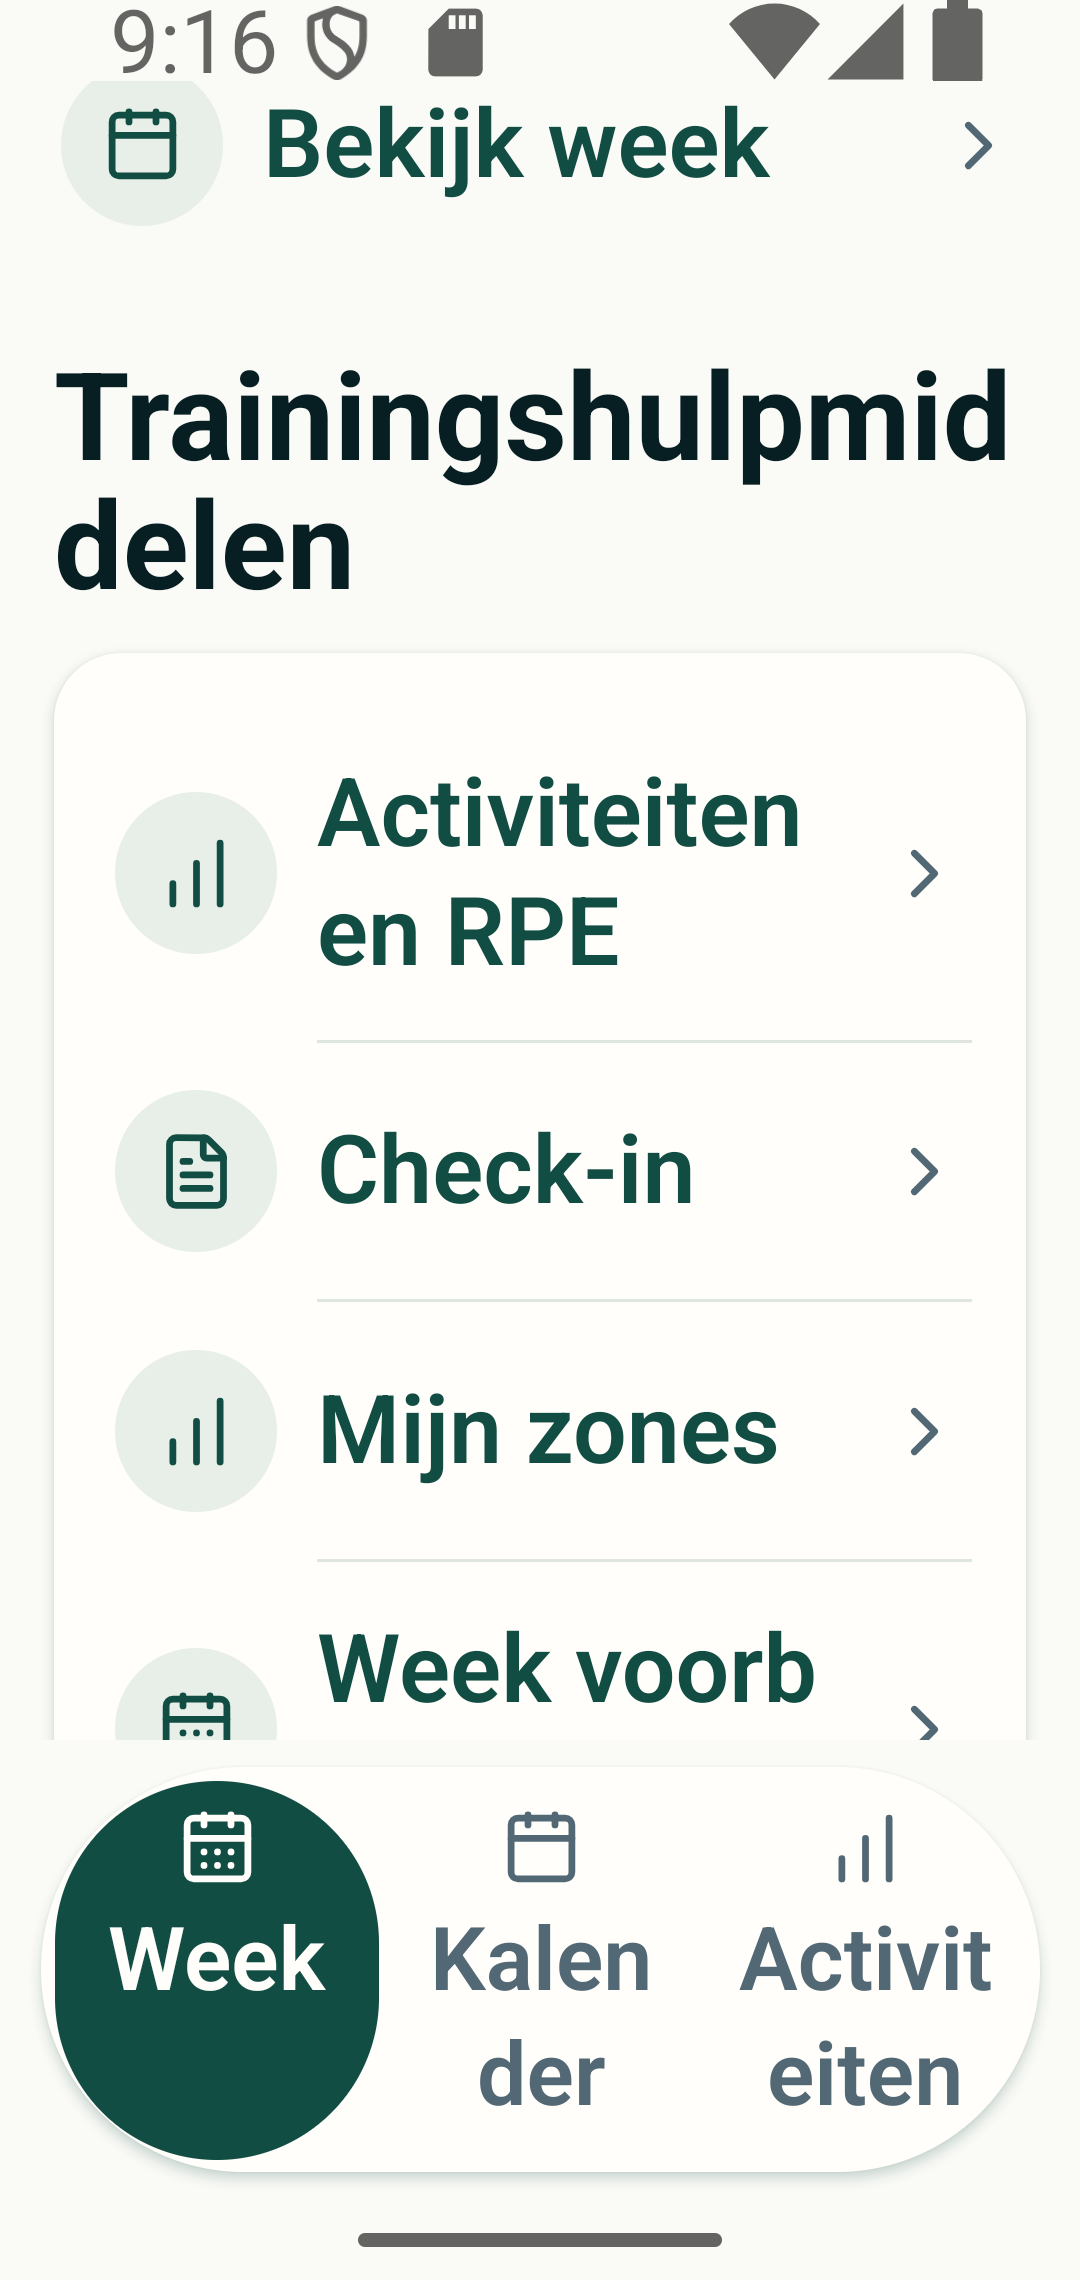 9:16
Bekijk week
Trainingshulpmid
delen
Activiteiten
en RPE
Check-in
Mijn zones
Week voorb
Week
Kalen
der
Activit
eiten